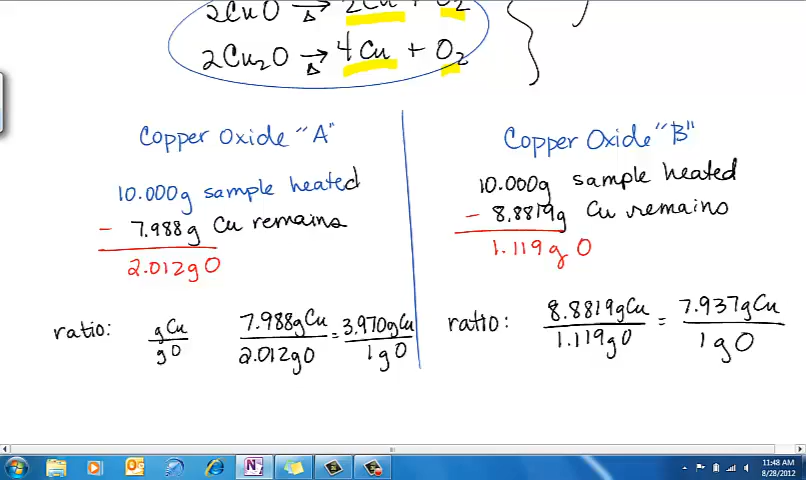 2CuO →Δ 2Cu + O₂
2Cu₂O →Δ 4Cu + O₂
Copper Oxide "A"
10.000g sample heated
- 7.988g Cu remains
2.012gO
ratio: gCu/gO 7.988gCu/2.012gO = 3.970gCu/1gO
Copper Oxide "B"
10.000g sample heated
- 8.8819g Cu remains
1.119g O
ratio: 8.8819gCu/1.119gO = 7.937gCu/1gO
11:48 AM
8/28/2012